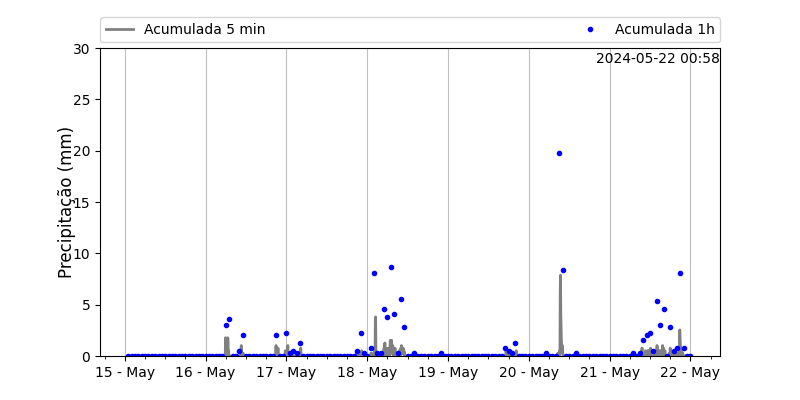 Acumulada 5 min
Acumulada 1h
2024-05-22 00:58
Precipitação (mm)
30
25
20
15
10
5
0
15 - May
16 - May
17 - May
18 - May
19 - May
20 - May
21 - May
22 - May